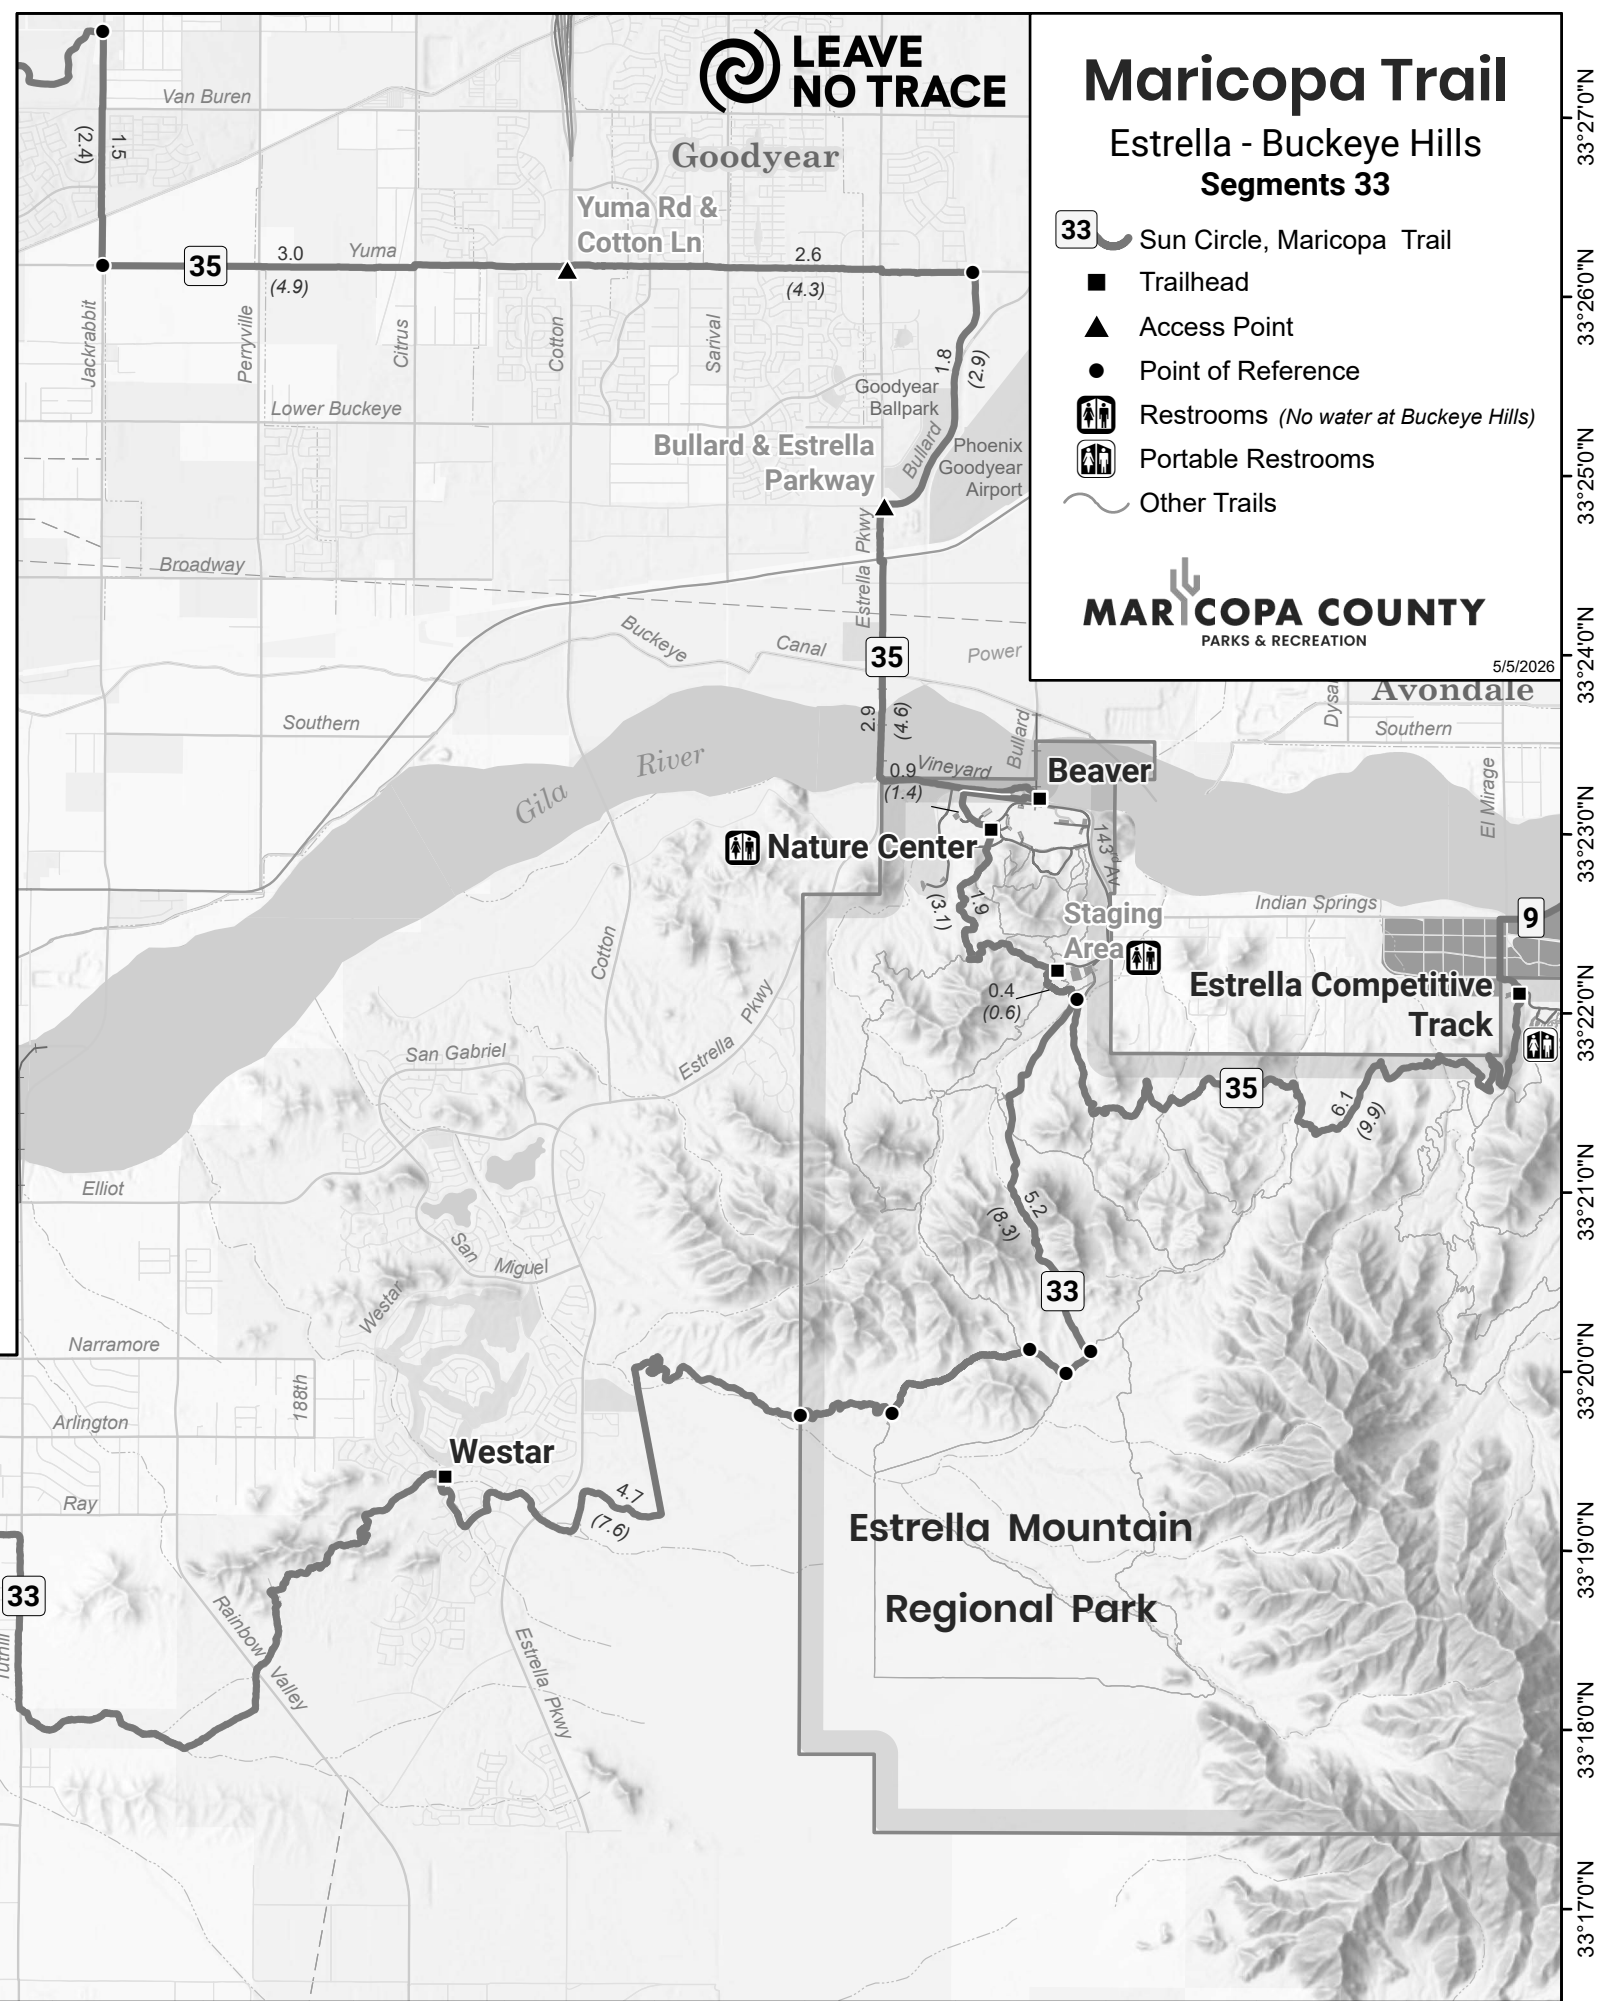 LEAVE
NO TRACE
Maricopa Trail
Estrella - Buckeye Hills
Segments 33
33
Sun Circle, Maricopa Trail
Trailhead
Access Point
Point of Reference
Restrooms (No water at Buckeye Hills)
Portable Restrooms
Other Trails
MARICOPA COUNTY
PARKS & RECREATION
5/5/2026
33°27'0"N
33°26'0"N
33°25'0"N
33°24'0"N
33°23'0"N
33°22'0"N
33°21'0"N
33°20'0"N
33°19'0"N
33°18'0"N
33°17'0"N
Van Buren
1.5
(2.4)
Goodyear
Yuma Rd &
Cotton Ln
35
3.0
(4.9)
Yuma
2.6
(4.3)
Jackrabbit
Perryville
Citrus
Cotton
Sarival
1.8
(2.9)
Goodyear
Ballpark
Lower Buckeye
Bullard & Estrella
Parkway
Bullard
Phoenix
Goodyear
Airport
Estrella Pkwy
Broadway
Buckeye
Canal
Power
35
Avondale
Southern
Southern
2.9
(4.6)
Bullard
Gila
River
Vineyard
0.9
(1.4)
Beaver
El Mirage
Nature Center
143rd Av
1.9
(3.1)
Staging
Area
Indian Springs
9
Estrella Competitive
Track
0.4
(0.6)
Cotton
Estrella
Pkwy
San Gabriel
35
6.1
(9.9)
Elliot
5.2
(8.3)
San
Miguel
Westar
33
Narramore
188th
Arlington
Westar
Ray
4.7
(7.6)
Estrella Mountain
Regional Park
33
Rainbow
Valley
Estrella Pkwy